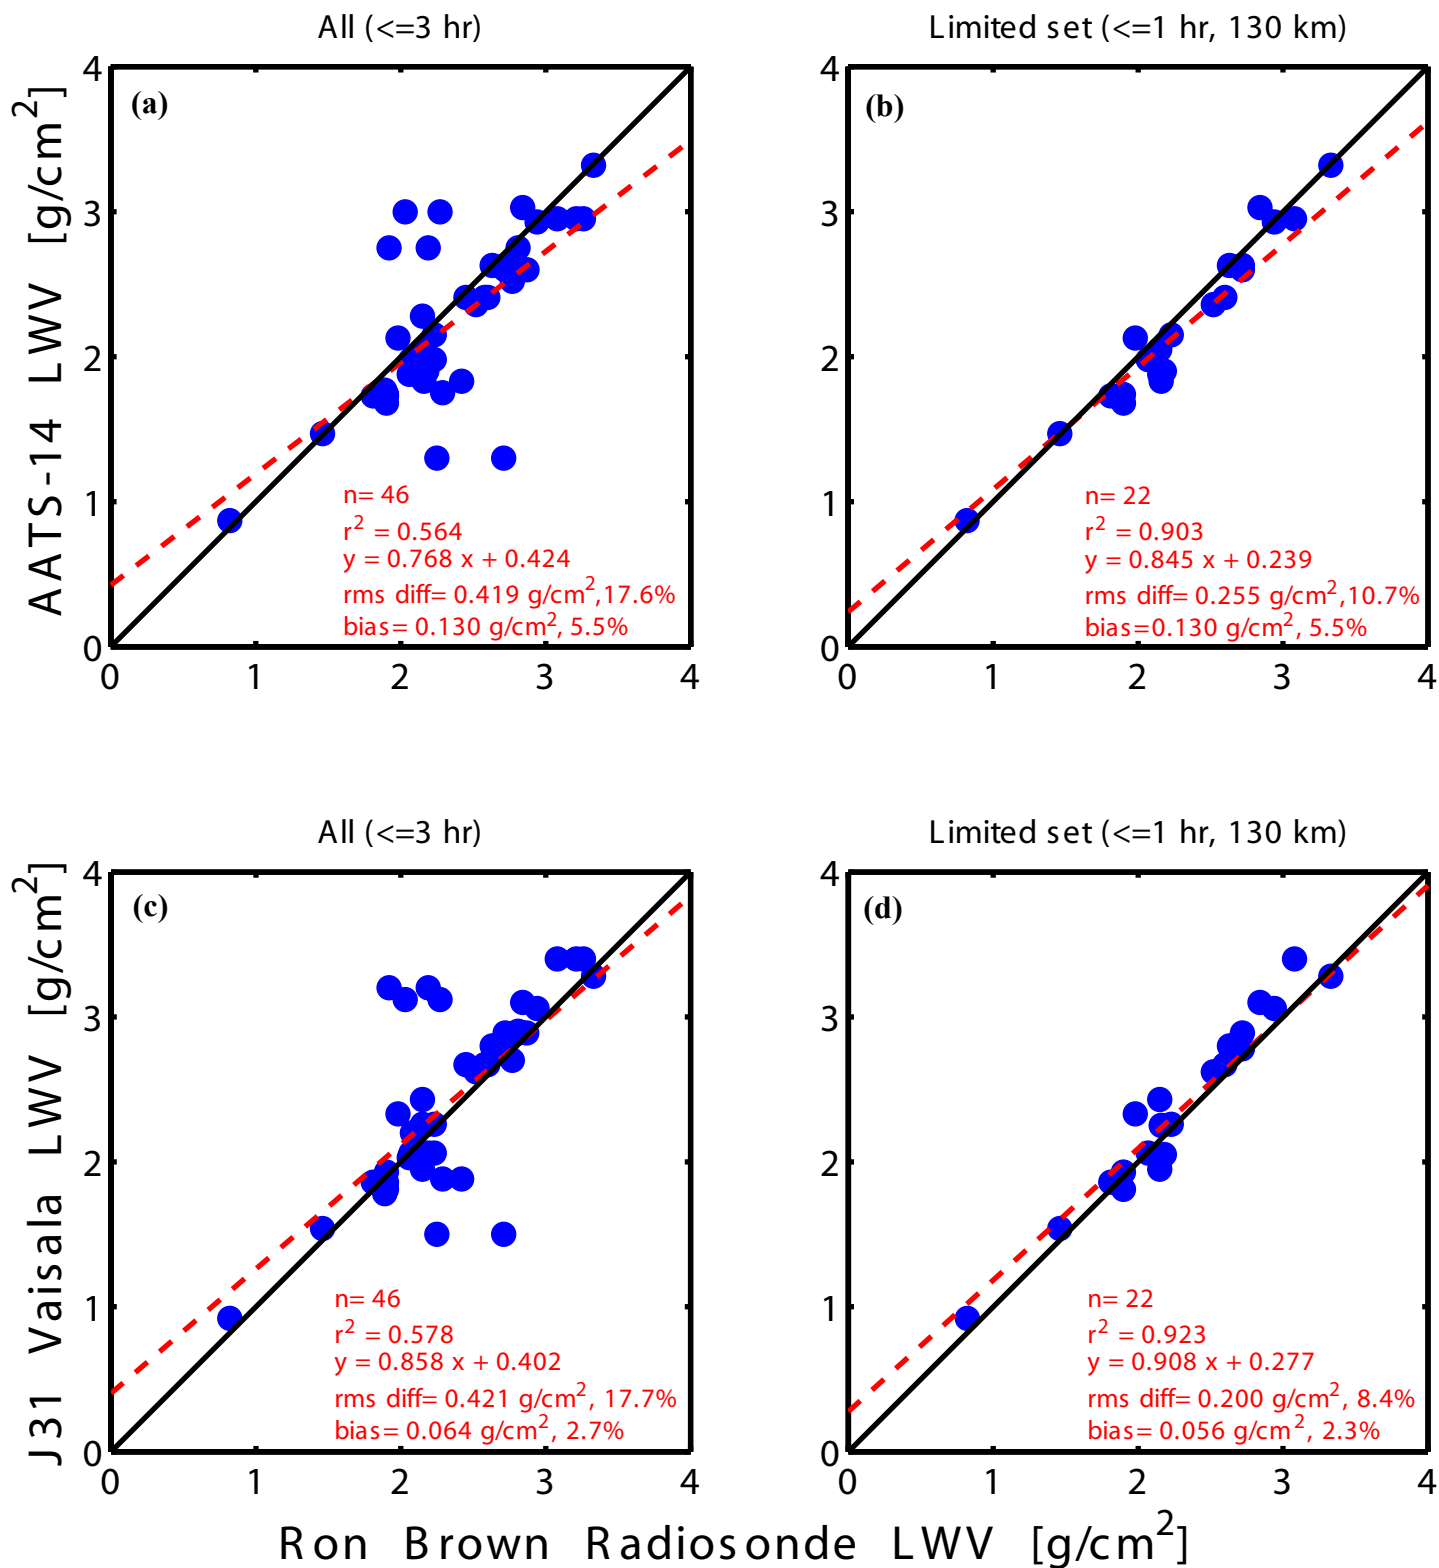 All (<=3 hr)
Limited set (<=1 hr, 130 km)
AATS-14 LWV [g/cm²]
4
3
2
1
0
(a)
n= 46
r² = 0.564
y = 0.768 x + 0.424
rms diff= 0.419 g/cm²,17.6%
bias= 0.130 g/cm², 5.5%
0 1 2 3 4
4
3
2
1
0
(b)
n= 22
r² = 0.903
y = 0.845 x + 0.239
rms diff= 0.255 g/cm²,10.7%
bias=0.130 g/cm², 5.5%
0 1 2 3 4
All (<=3 hr)
Limited set (<=1 hr, 130 km)
J31 Vaisala LWV [g/cm²]
4
3
2
1
0
(c)
n= 46
r² = 0.578
y = 0.858 x + 0.402
rms diff= 0.421 g/cm², 17.7%
bias= 0.064 g/cm², 2.7%
0 1 2 3 4
4
3
2
1
0
(d)
n= 22
r² = 0.923
y = 0.908 x + 0.277
rms diff= 0.200 g/cm², 8.4%
bias= 0.056 g/cm², 2.3%
0 1 2 3 4
Ron Brown Radiosonde LWV [g/cm²]